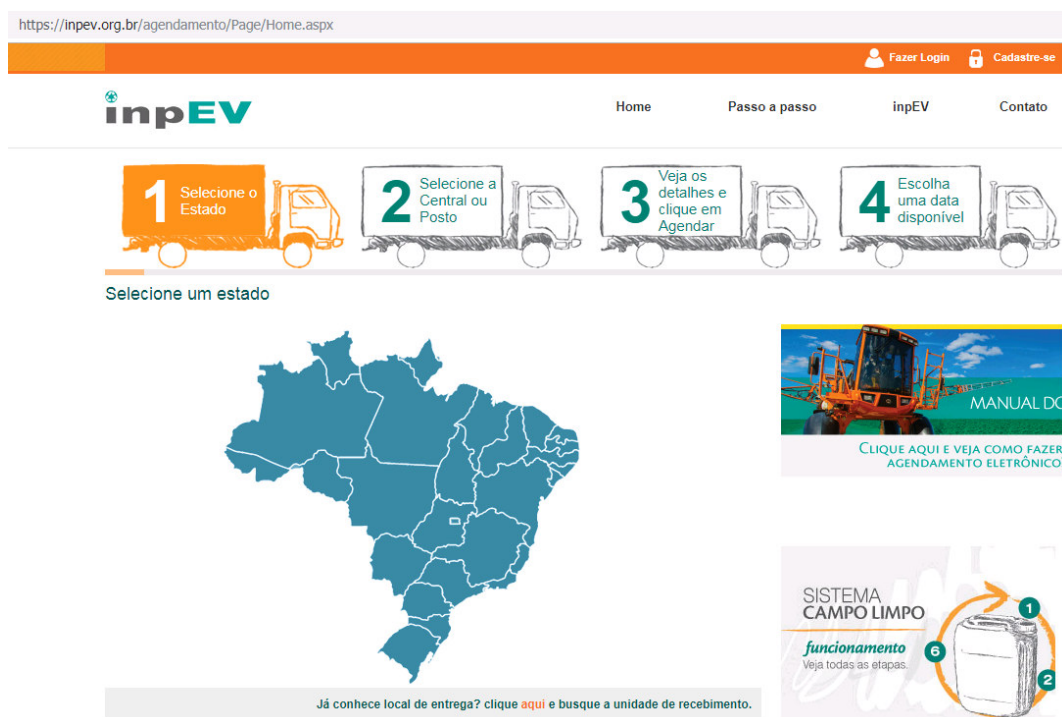 https://inpev.org.br/agendamento/Page/Home.aspx
Fazer Login Cadastre-se
inpEV
Home Passo a passo inpEV Contato
1 Selecione o
Estado
2 Selecione a
Central ou
Posto
3 Veja os
detalhes e
clique em
Agendar
4 Escolha
uma data
disponível
Selecione um estado
MANUAL DO
CLIQUE AQUI E VEJA COMO FAZER
AGENDAMENTO ELETRÔNICO
SISTEMA
CAMPO LIMPO
funcionamento
Veja todas as etapas.
1
6
2
Já conhece local de entrega? clique aqui e busque a unidade de recebimento.